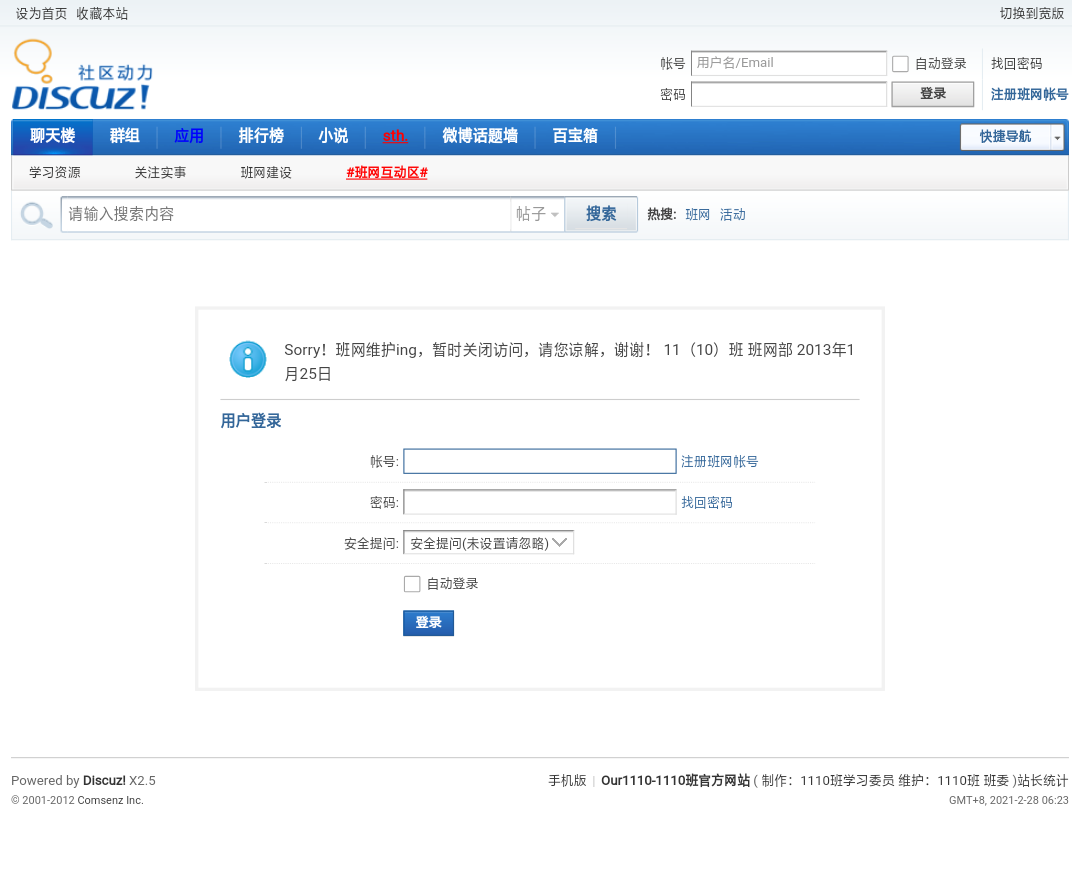 设为首页 收藏本站 切换到宽版
社区动力
DISCUZ!
帐号 用户名/Email 自动登录 找回密码
密码 登录 注册班网帐号
聊天楼 群组 应用 排行榜 小说 sth. 微博话题墙 百宝箱 快捷导航
学习资源 关注实事 班网建设 #班网互动区#
请输入搜索内容 帖子 搜索 热搜: 班网 活动
Sorry！班网维护ing，暂时关闭访问，请您谅解，谢谢！ 11（10）班 班网部 2013年1
月25日
用户登录
帐号: 注册班网帐号
密码: 找回密码
安全提问: 安全提问(未设置请忽略)
自动登录
登录
Powered by Discuz! X2.5 手机版 | Our1110-1110班官方网站 ( 制作：1110班学习委员 维护：1110班 班委 )站长统计
© 2001-2012 Comsenz Inc. GMT+8, 2021-2-28 06:23